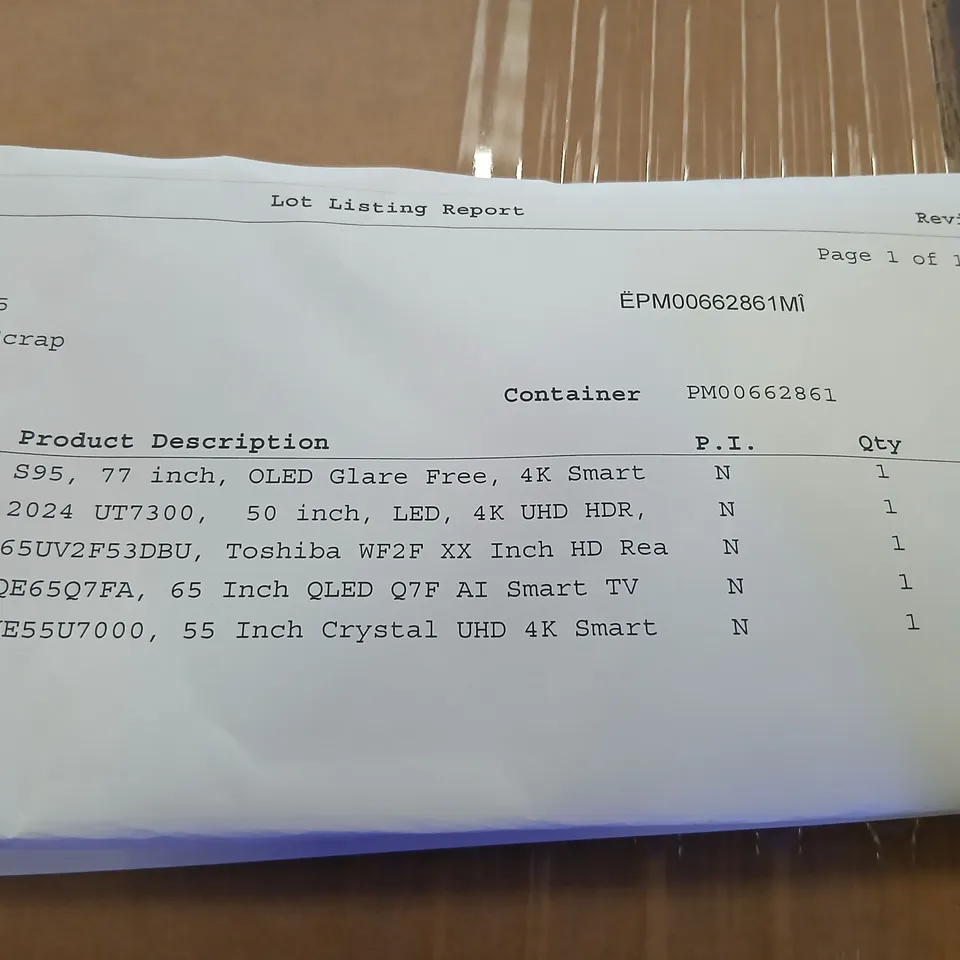 Lot Listing Report
Revi
Page 1 of 1
5
ËPM00662861MÎ
crap
Container PM00662861
Product Description P.I. Qty
S95, 77 inch, OLED Glare Free, 4K Smart N 1
2024 UT7300, 50 inch, LED, 4K UHD HDR, N 1
65UV2F53DBU, Toshiba WF2F XX Inch HD Rea N 1
QE65Q7FA, 65 Inch QLED Q7F AI Smart TV N 1
E55U7000, 55 Inch Crystal UHD 4K Smart N 1